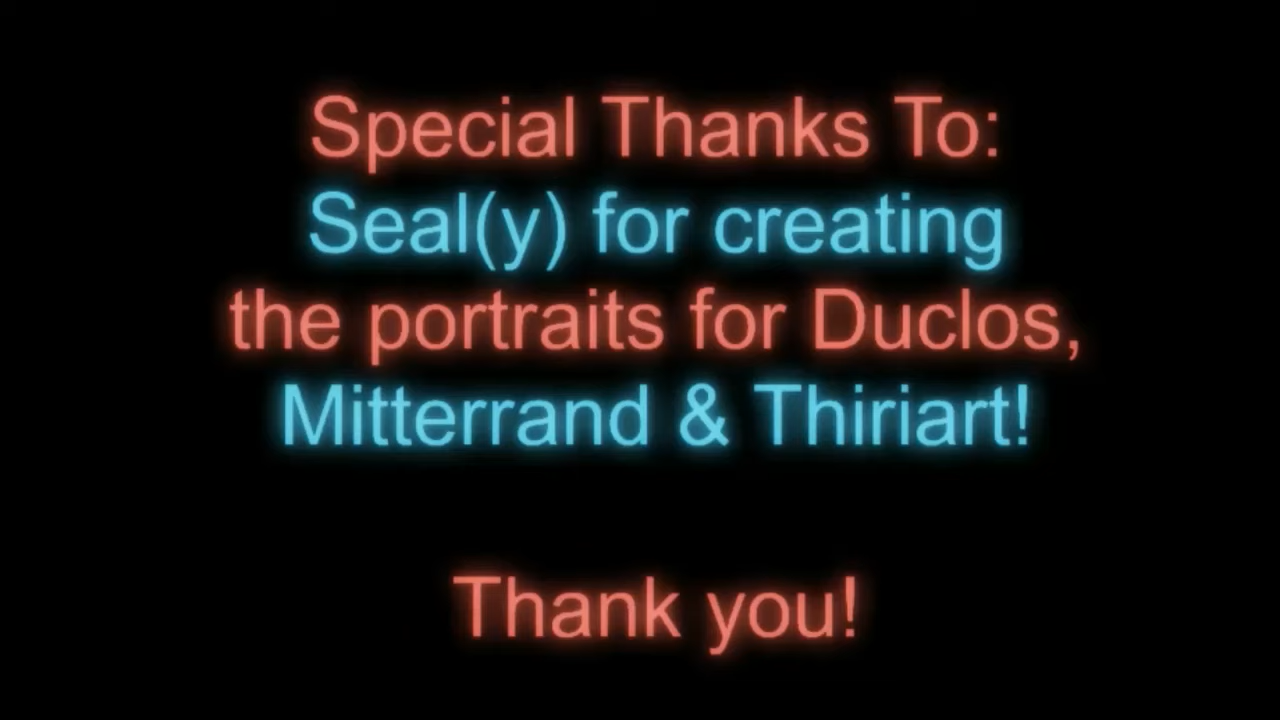 Special Thanks To:
Seal(y) for creating
the portraits for Duclos,
Mitterrand & Thiriart!
Thank you!